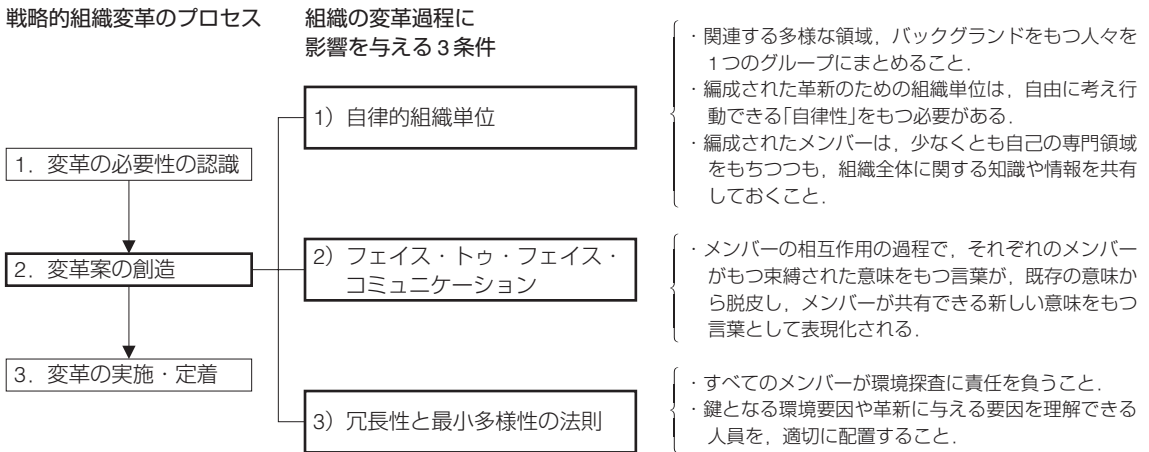 戦略的組織変革のプロセス
組織の変革過程に
影響を与える3条件
1．変革の必要性の認識
2．変革案の創造
3．変革の実施・定着
1）自律的組織単位
・関連する多様な領域，バックグランドをもつ人々を
1つのグループにまとめること．
・編成された革新のための組織単位は，自由に考え行
動できる｢自律性｣をもつ必要がある．
・編成されたメンバーは，少なくとも自己の専門領域
をもちつつも，組織全体に関する知識や情報を共有
しておくこと．
2）フェイス・トゥ・フェイス・
コミュニケーション
・メンバーの相互作用の過程で，それぞれのメンバー
がもつ束縛された意味をもつ言葉が，既存の意味か
ら脱皮し，メンバーが共有できる新しい意味をもつ
言葉として表現化される．
3）冗長性と最小多様性の法則
・すべてのメンバーが環境探査に責任を負うこと．
・鍵となる環境要因や革新に与える要因を理解できる
人員を，適切に配置すること．